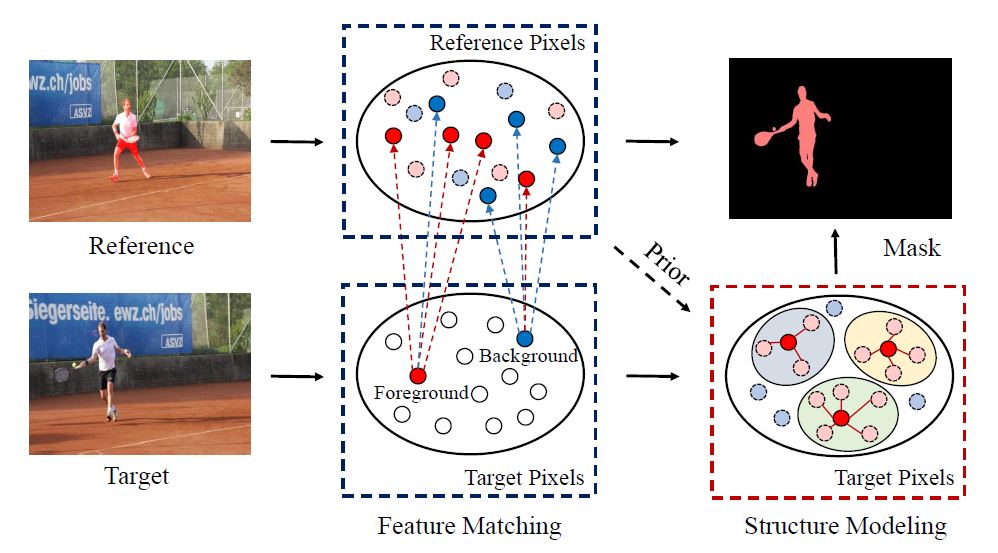 Reference Pixels
ewz.ch/jobs
ASVZ
Reference
Mask
Prior
Siegerseite. ewz.ch/jobs
ASVZ
Background
Foreground
Target
Target Pixels
Target Pixels
Feature Matching
Structure Modeling